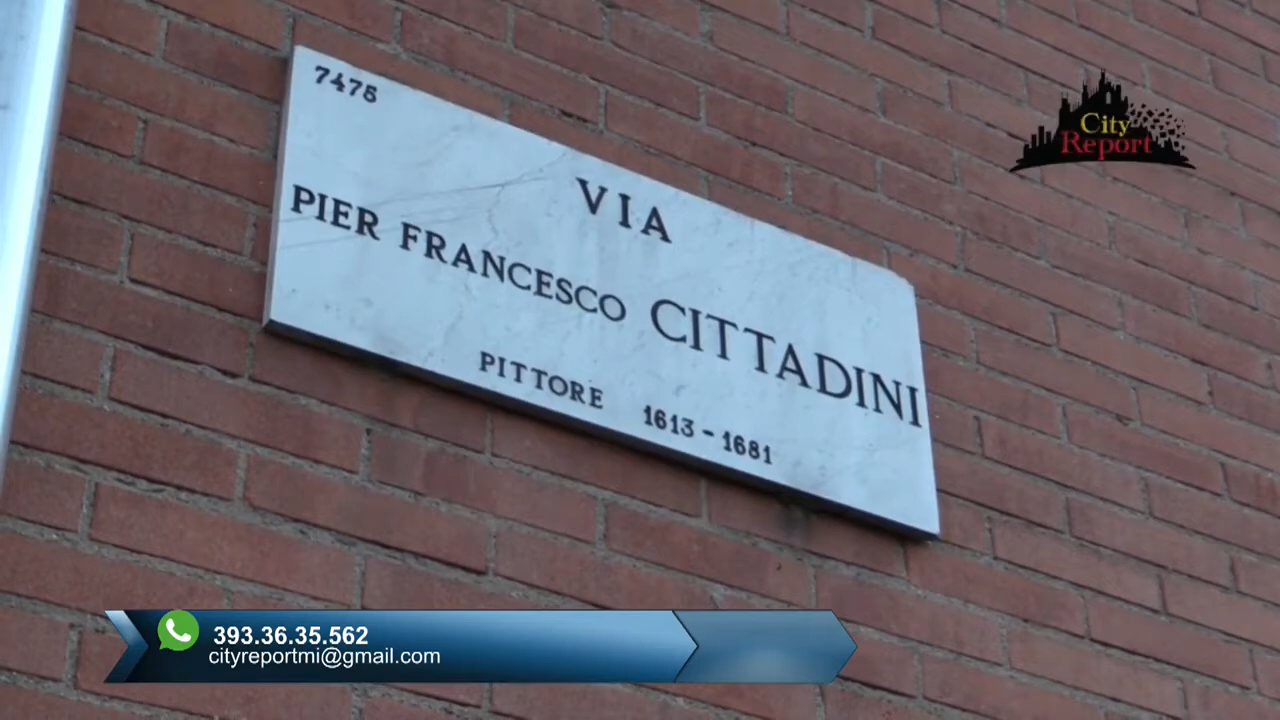 7475
VIA
PIER FRANCESCO CITTADINI
PITTORE 1613 - 1681
City
Report
393.36.35.562
cityreportmi@gmail.com